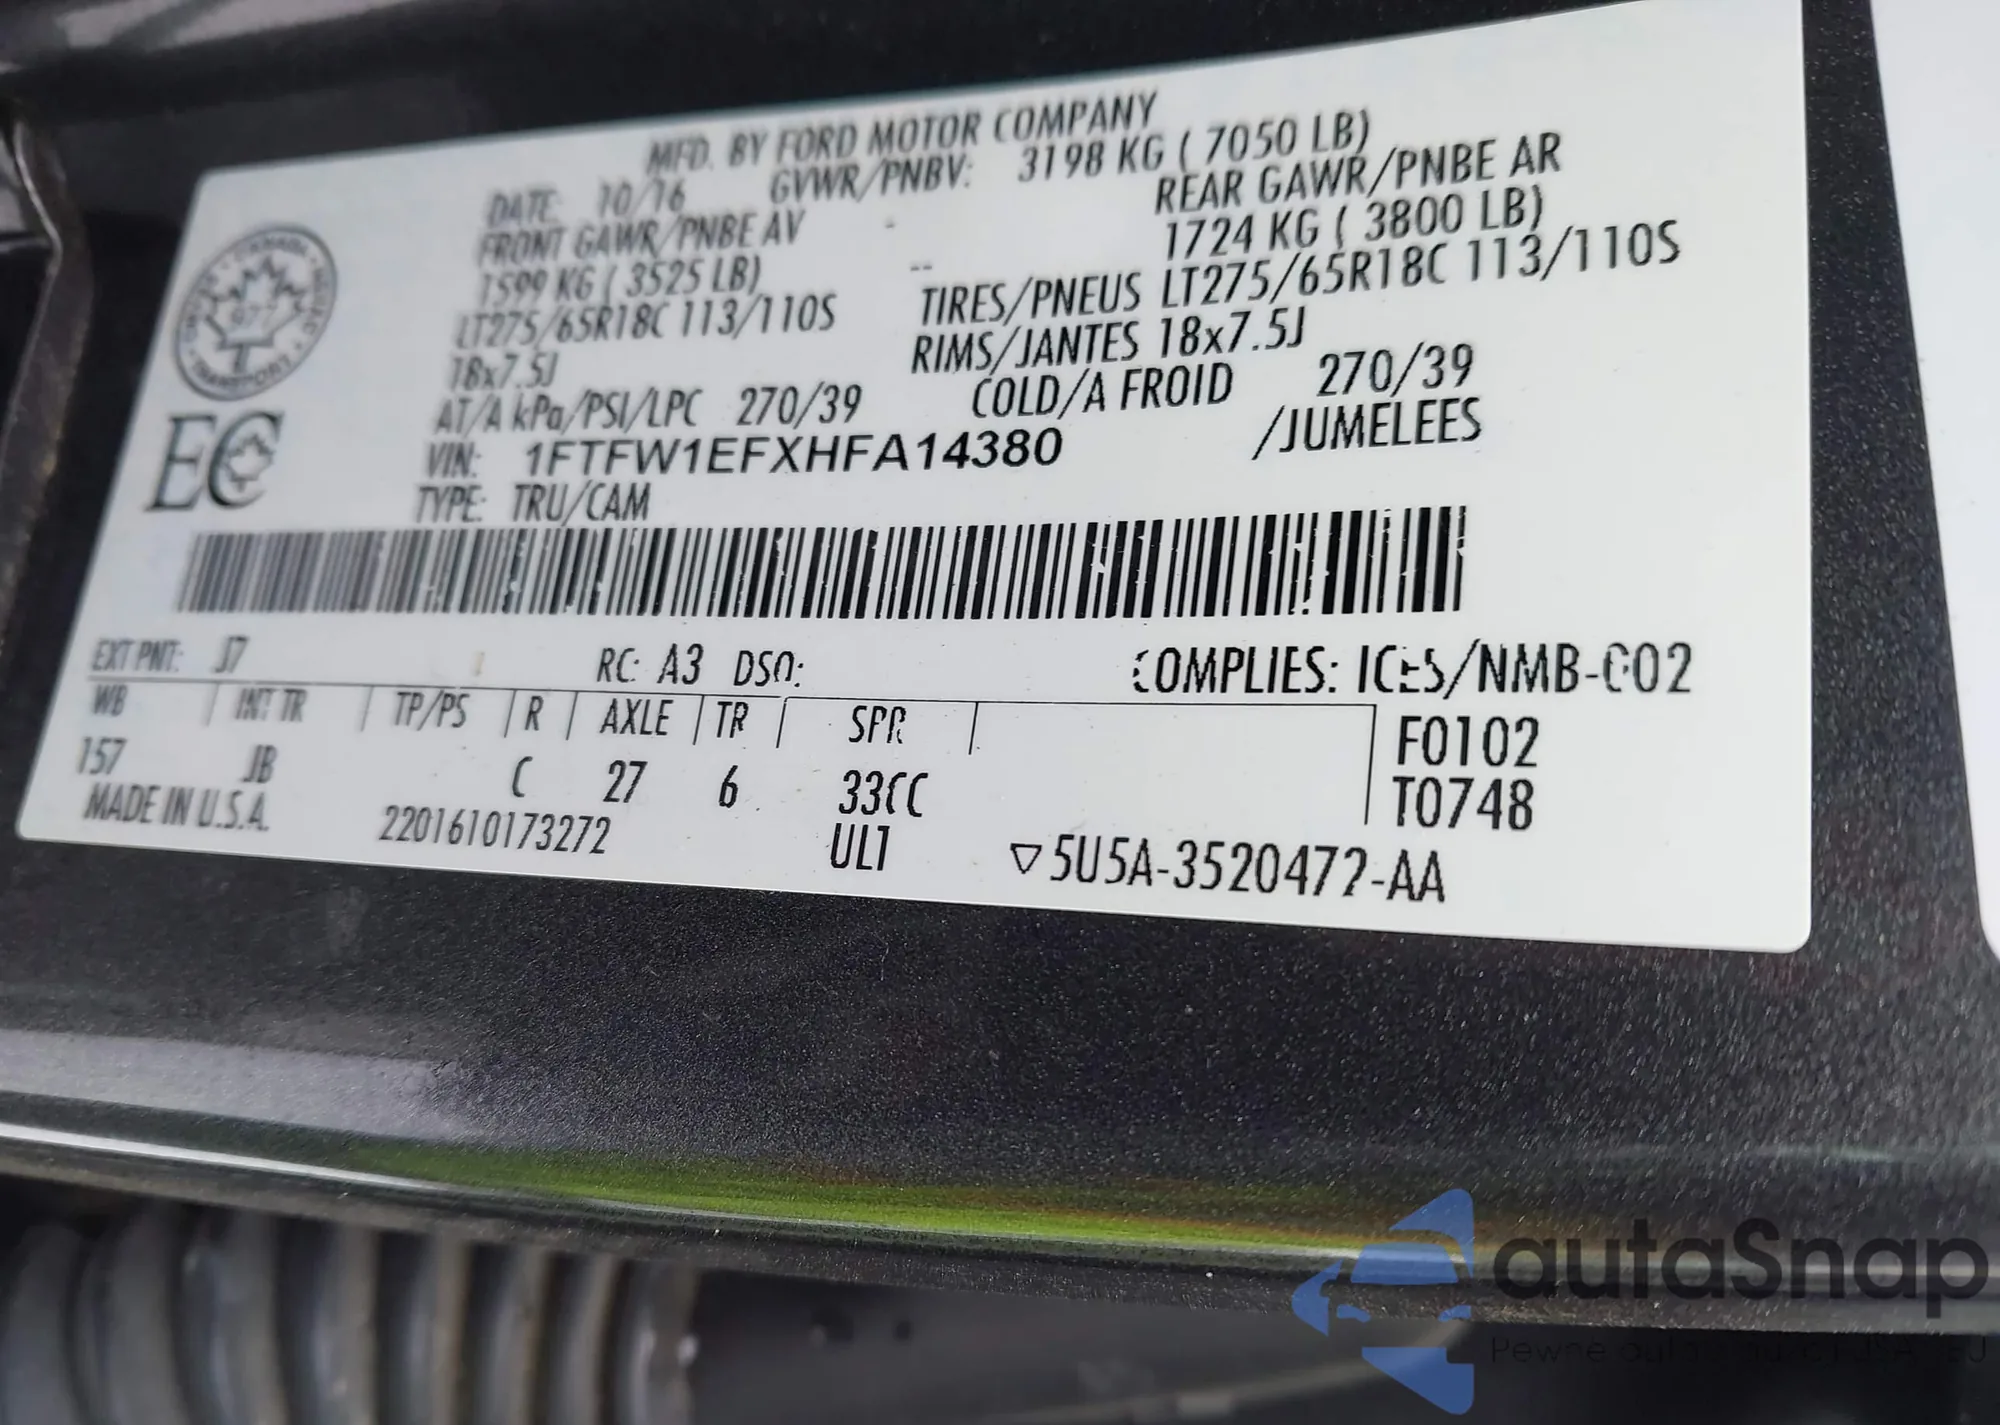 MFD. BY FORD MOTOR COMPANY
DATE: 10/16 GVWR/PNBV: 3198 KG ( 7050 LB)
FRONT GAWR/PNBE AV REAR GAWR/PNBE AR
1599 KG ( 3525 LB) 1724 KG ( 3800 LB)
LT275/65R18C 113/110S TIRES/PNEUS LT275/65R18C 113/110S
18x7.5J RIMS/JANTES 18x7.5J
AT/A kPa/PSI/LPC 270/39 COLD/A FROID 270/39
VIN: 1FTFW1EFXHFA14380 /JUMELEES
TYPE: TRU/CAM
CANADA
TRANSPORT
EC
EXT PNT: J7 RC: A3 DSO: COMPLIES: ICES/NMB-002
WB INT TR TP/PS R AXLE TR SPR F0102
157 JB C 27 6 33CC T0748
MADE IN U.S.A. 2201610173272 ULT ▽5U5A-3520472-AA
autaSnap
Pewne auta